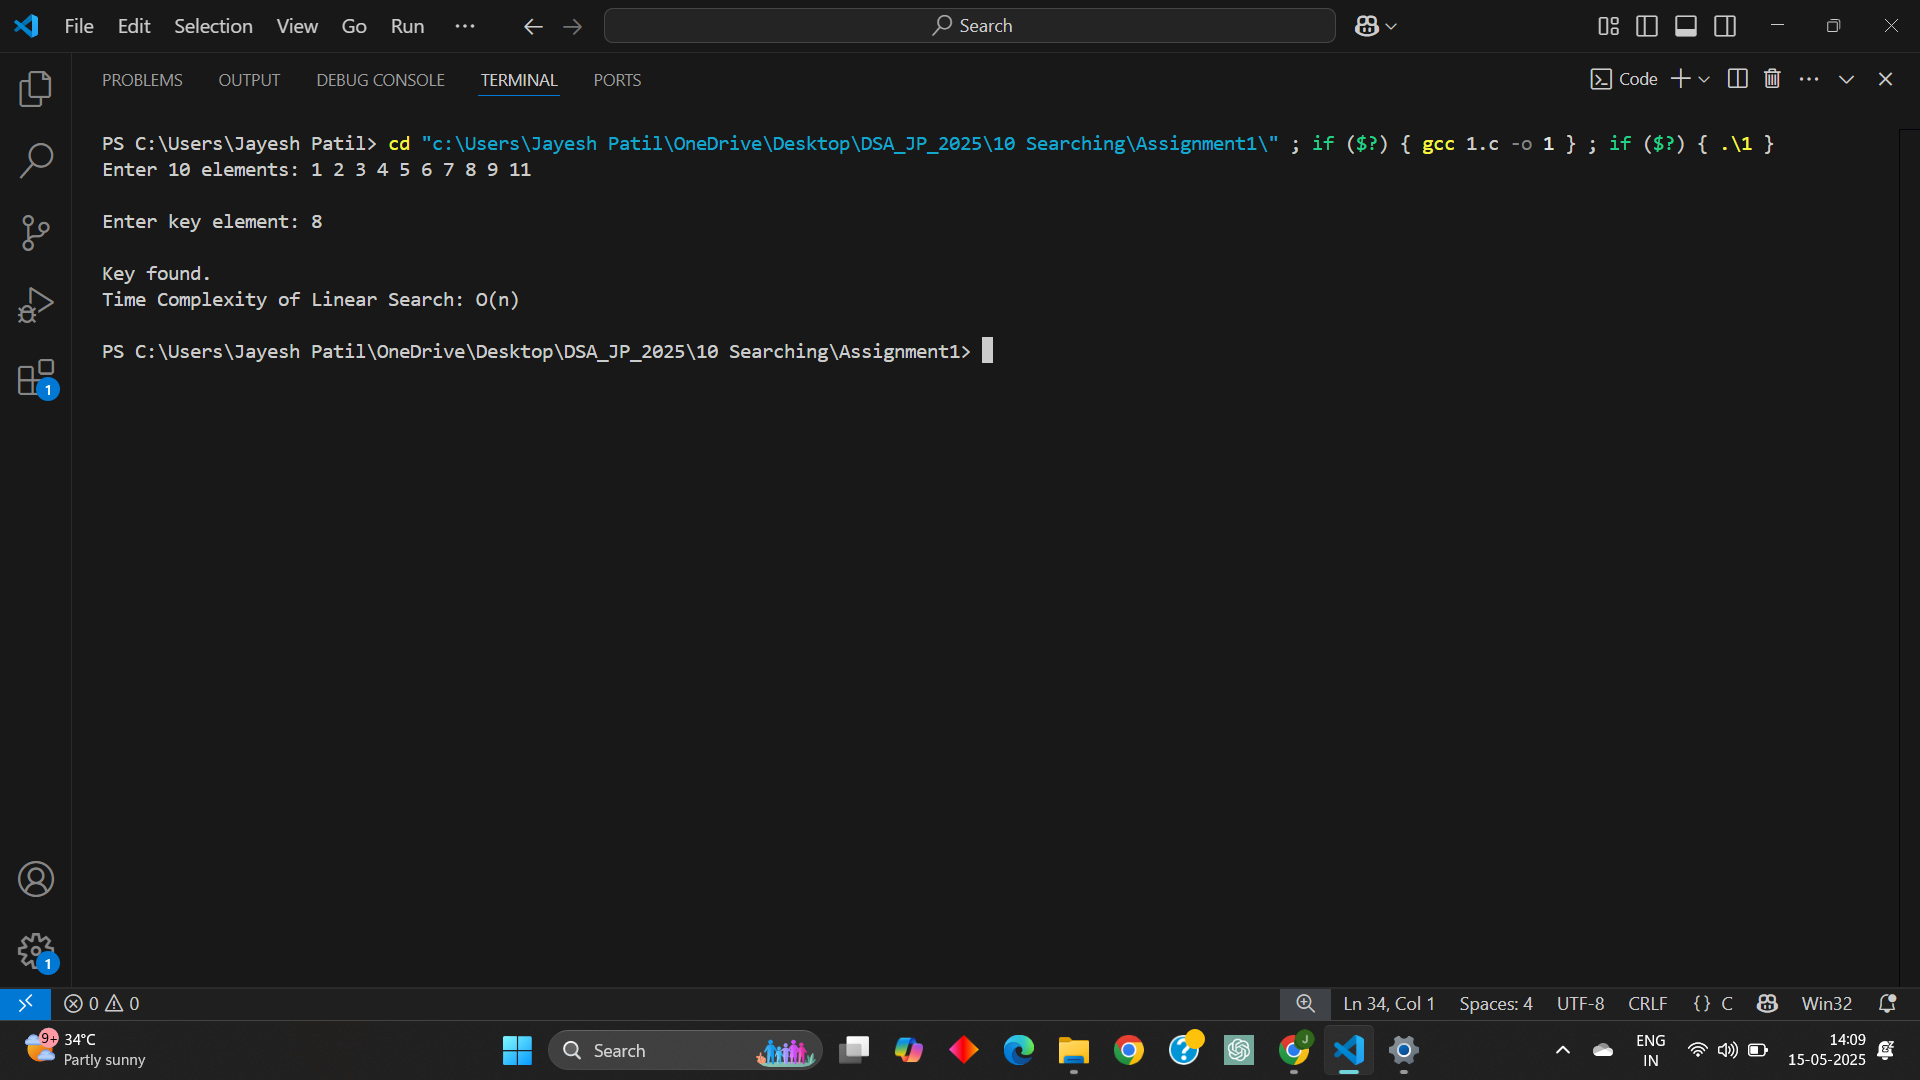 File Edit Selection View Go Run ··· Search
PROBLEMS OUTPUT DEBUG CONSOLE TERMINAL PORTS Code
PS C:\Users\Jayesh Patil> cd "c:\Users\Jayesh Patil\OneDrive\Desktop\DSA_JP_2025\10 Searching\Assignment1\" ; if ($?) { gcc 1.c -o 1 } ; if ($?) { .\1 }
Enter 10 elements: 1 2 3 4 5 6 7 8 9 11
Enter key element: 8
Key found.
Time Complexity of Linear Search: O(n)
PS C:\Users\Jayesh Patil\OneDrive\Desktop\DSA_JP_2025\10 Searching\Assignment1>
1
1
0 0 Ln 34, Col 1 Spaces: 4 UTF-8 CRLF {} C Win32
9+ 34°C
Partly sunny
Search
J
ENG
IN
14:09
15-05-2025